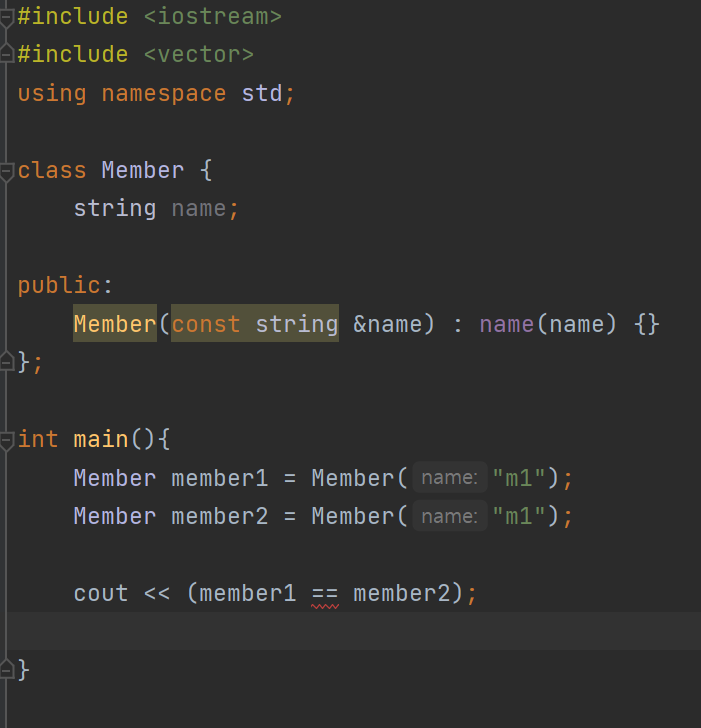 #include <iostream>
#include <vector>
using namespace std;
class Member {
string name;
public:
Member(const string &name) : name(name) {}
};
int main(){
Member member1 = Member( name: "m1");
Member member2 = Member( name: "m1");
cout << (member1 == member2);
}